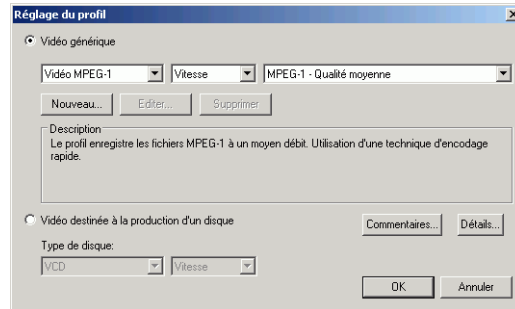 Réglage du profil
Vidéo générique
Vidéo MPEG-1 Vitesse MPEG-1 - Qualité moyenne
Nouveau... Editer... Supprimer
Description
Le profil enregistre les fichiers MPEG-1 à un moyen débit. Utilisation d'une technique d'encodage
rapide.
Vidéo destinée à la production d'un disque
Commentaires... Détails...
Type de disque:
VCD Vitesse
OK Annuler